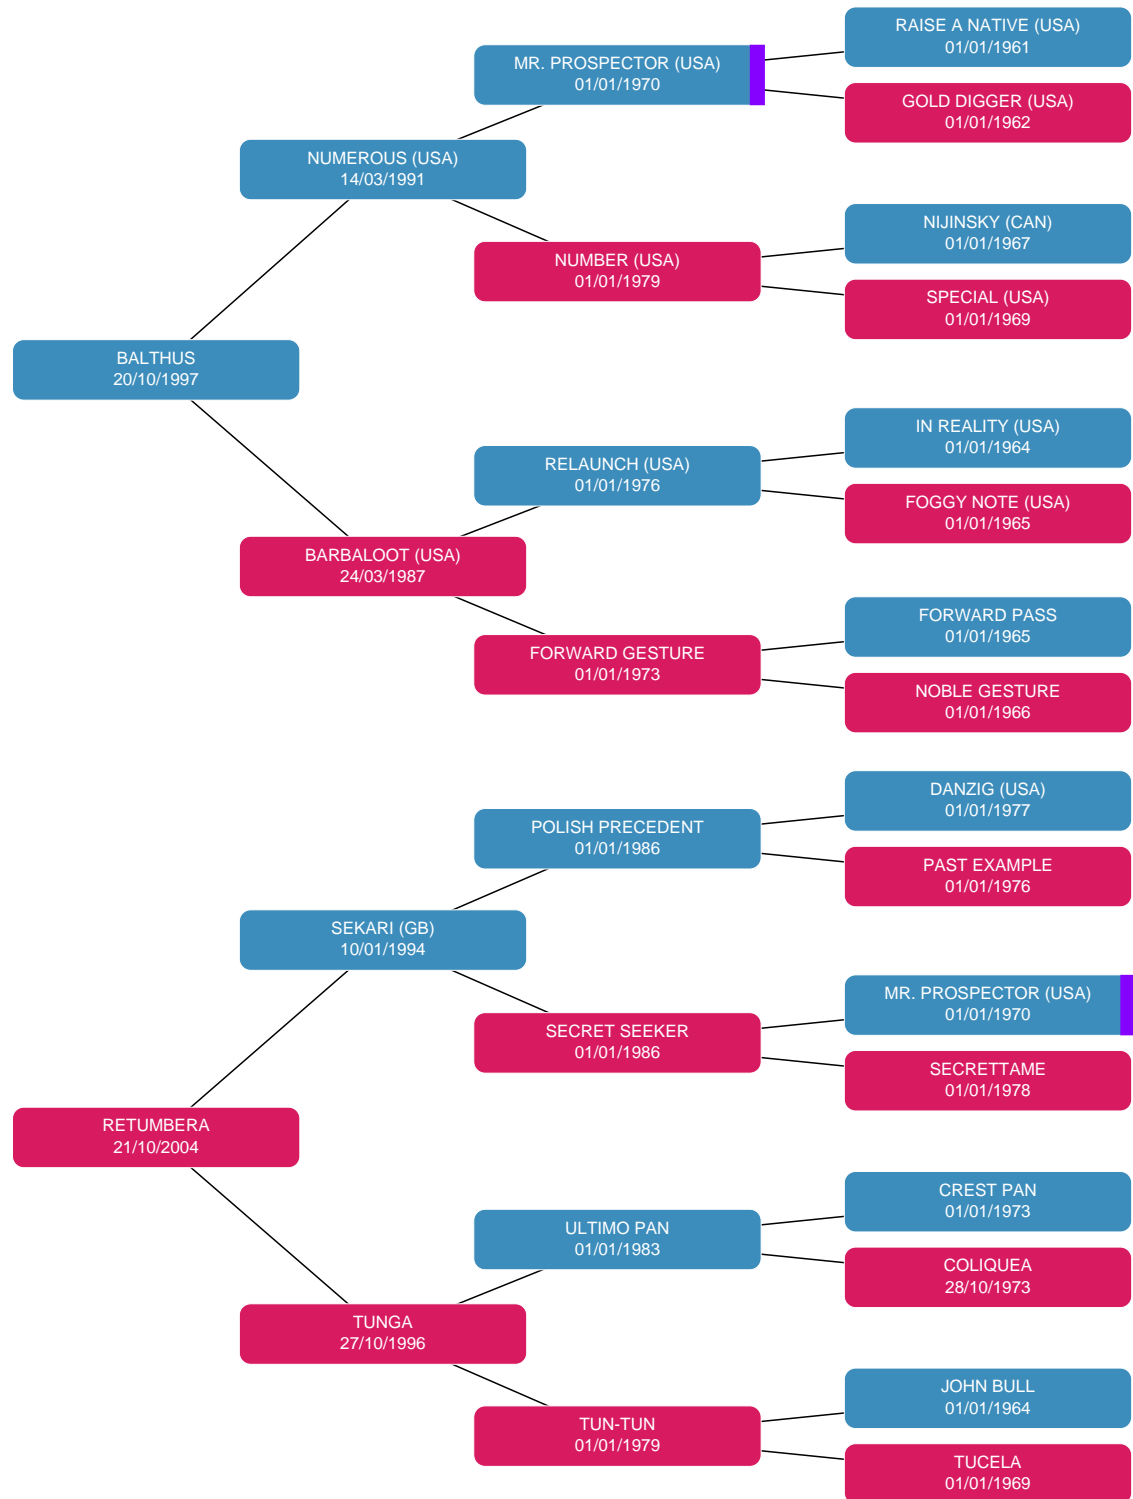 RAISE A NATIVE (USA)
01/01/1961
MR. PROSPECTOR (USA)
01/01/1970
GOLD DIGGER (USA)
01/01/1962
NUMEROUS (USA)
14/03/1991
NIJINSKY (CAN)
01/01/1967
NUMBER (USA)
01/01/1979
SPECIAL (USA)
01/01/1969
BALTHUS
20/10/1997
IN REALITY (USA)
01/01/1964
RELAUNCH (USA)
01/01/1976
FOGGY NOTE (USA)
01/01/1965
BARBALOOT (USA)
24/03/1987
FORWARD PASS
01/01/1965
FORWARD GESTURE
01/01/1973
NOBLE GESTURE
01/01/1966
DANZIG (USA)
01/01/1977
POLISH PRECEDENT
01/01/1986
PAST EXAMPLE
01/01/1976
SEKARI (GB)
10/01/1994
MR. PROSPECTOR (USA)
01/01/1970
SECRET SEEKER
01/01/1986
SECRETTAME
01/01/1978
RETUMBERA
21/10/2004
CREST PAN
01/01/1973
ULTIMO PAN
01/01/1983
COLIQUEA
28/10/1973
TUNGA
27/10/1996
JOHN BULL
01/01/1964
TUN-TUN
01/01/1979
TUCELA
01/01/1969